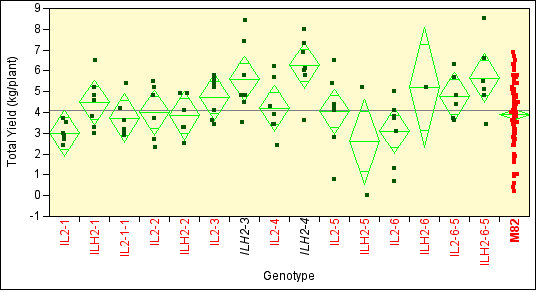 Total Yield (kg/plant)
9
8
7
6
5
4
3
2
1
0
-1
IL2-1
ILH2-1
IL2-1-1
IL2-2
ILH2-2
IL2-3
ILH2-3
IL2-4
ILH2-4
IL2-5
ILH2-5
IL2-6
ILH2-6
IL2-6-5
ILH2-6-5
M82
Genotype